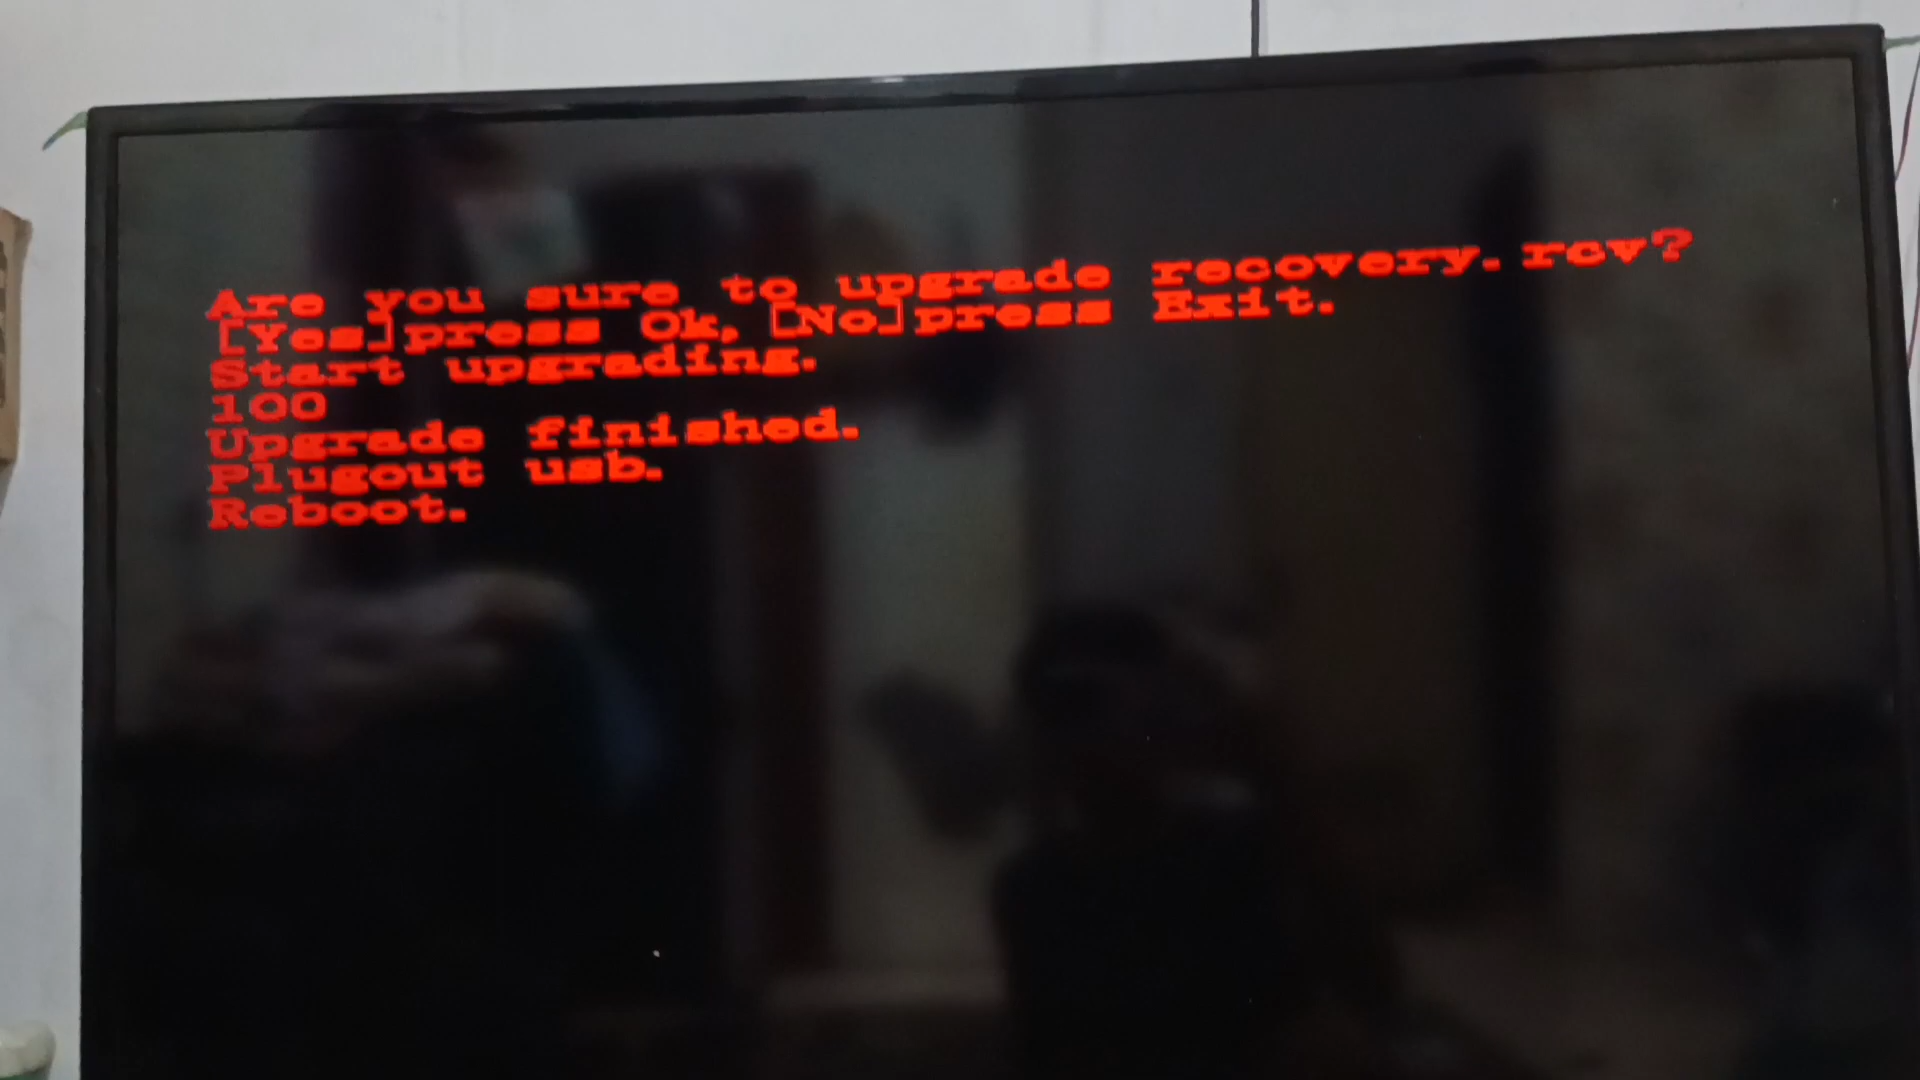 Are you sure to upgrade recovery.rcv?
[Yes]press Ok, [No]press Exit.
Start upgrading.
100
Upgrade finished.
Plugout usb.
Reboot.